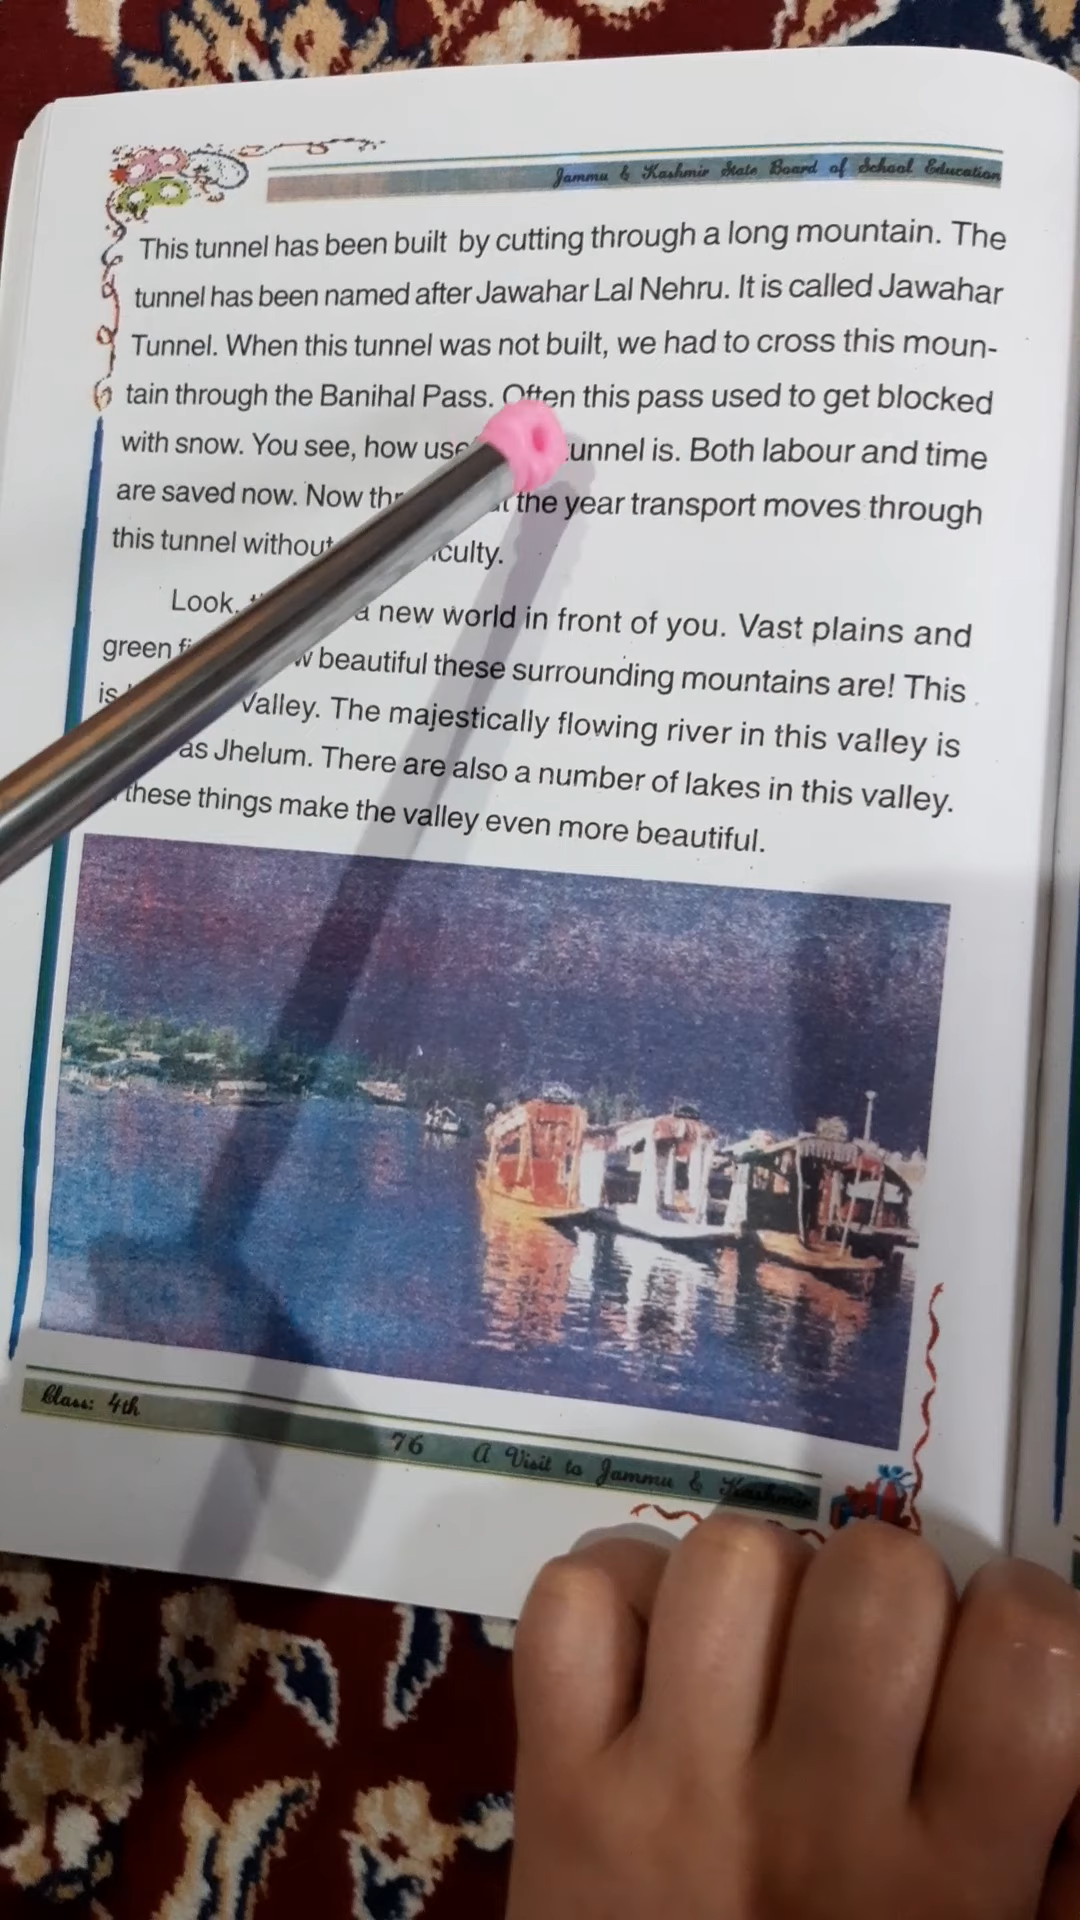 Jammu & Kashmir State Board of School Education
This tunnel has been built by cutting through a long mountain. The
tunnel has been named after Jawahar Lal Nehru. It is called Jawahar
Tunnel. When this tunnel was not built, we had to cross this moun-
tain through the Banihal Pass. Often this pass used to get blocked
with snow. You see, how tunnel is. Both labour and time
are saved now. Now the year transport moves through
this tunnel without
Look, a new world in front of you. Vast plains and
green beautiful these surrounding mountains are! This
is Valley. The majestically flowing river in this valley is
as Jhelum. There are also a number of lakes in this valley.
these things make the valley even more beautiful.
Class: 4th
76 A Visit to Jammu & Kashmir